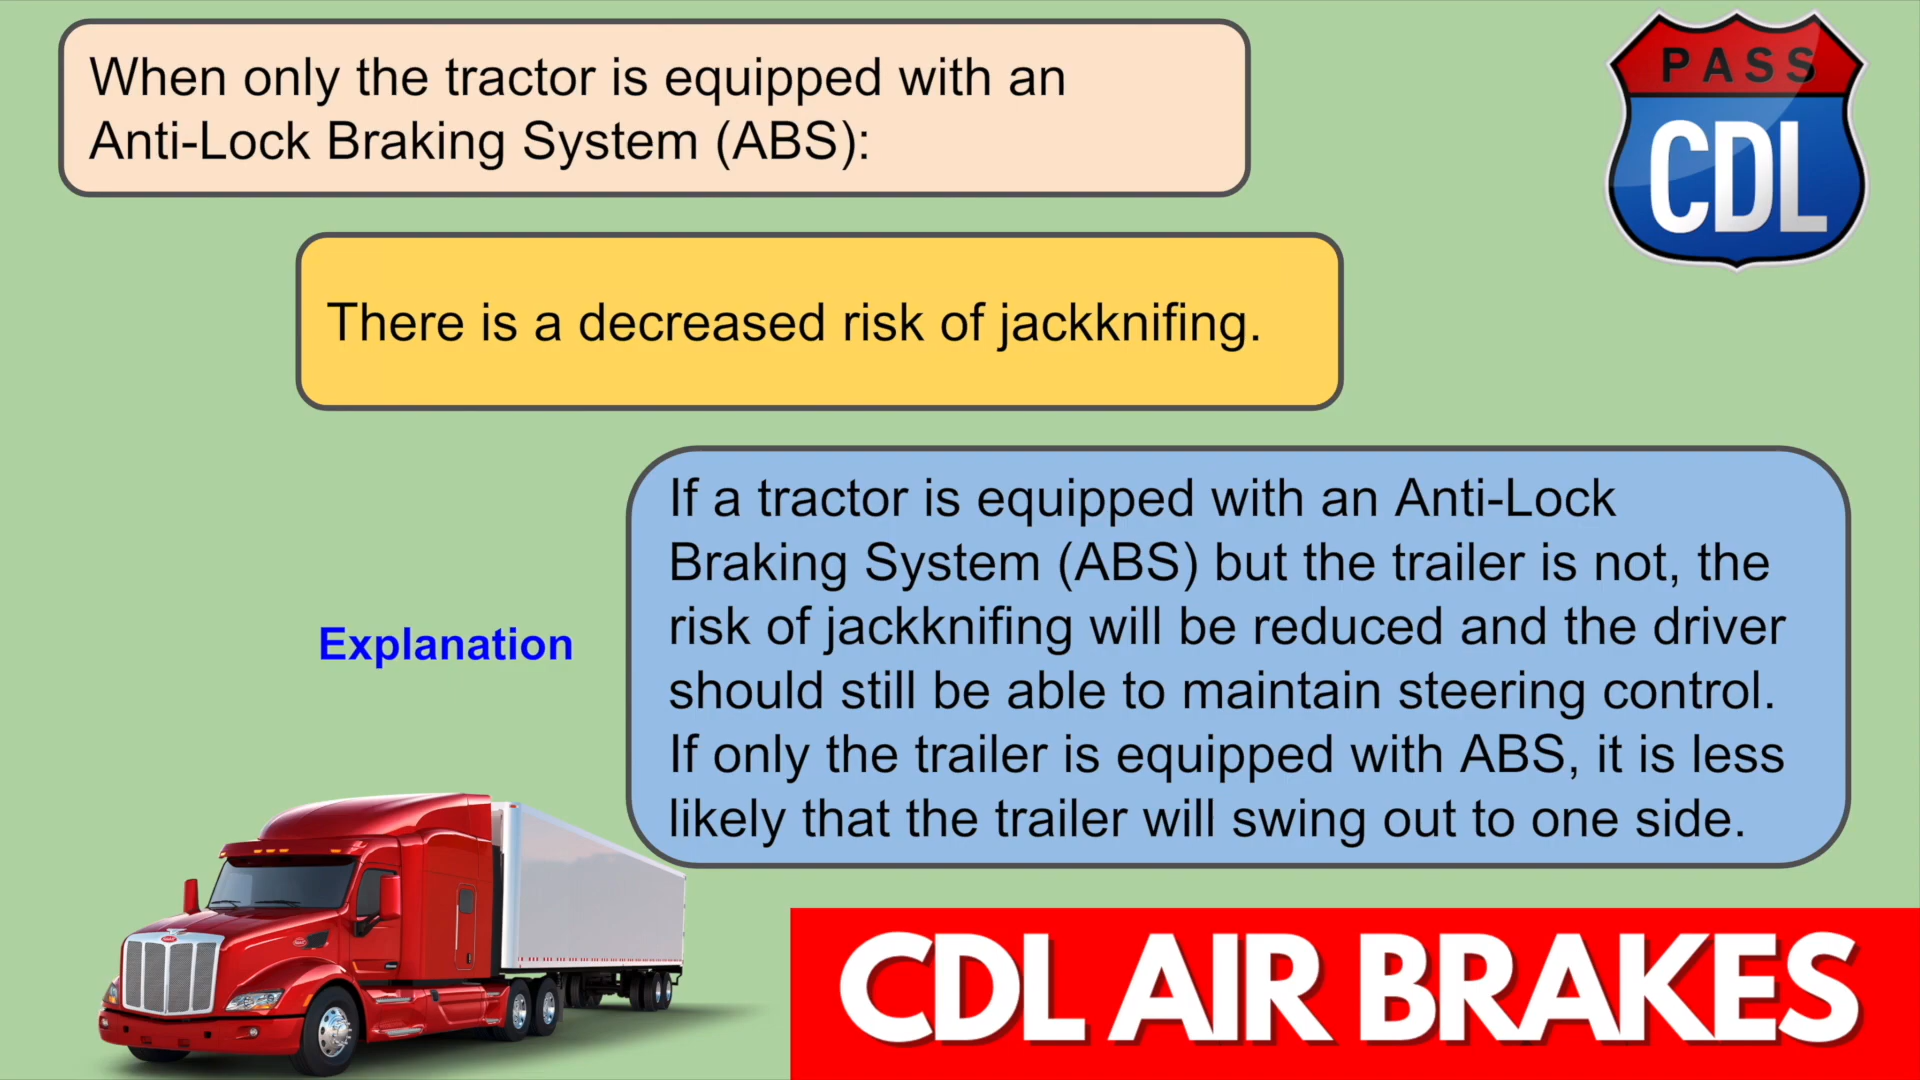 When only the tractor is equipped with an
Anti-Lock Braking System (ABS):
PASS
CDL
There is a decreased risk of jackknifing.
Explanation
If a tractor is equipped with an Anti-Lock
Braking System (ABS) but the trailer is not, the
risk of jackknifing will be reduced and the driver
should still be able to maintain steering control.
If only the trailer is equipped with ABS, it is less
likely that the trailer will swing out to one side.
CDL AIR BRAKES